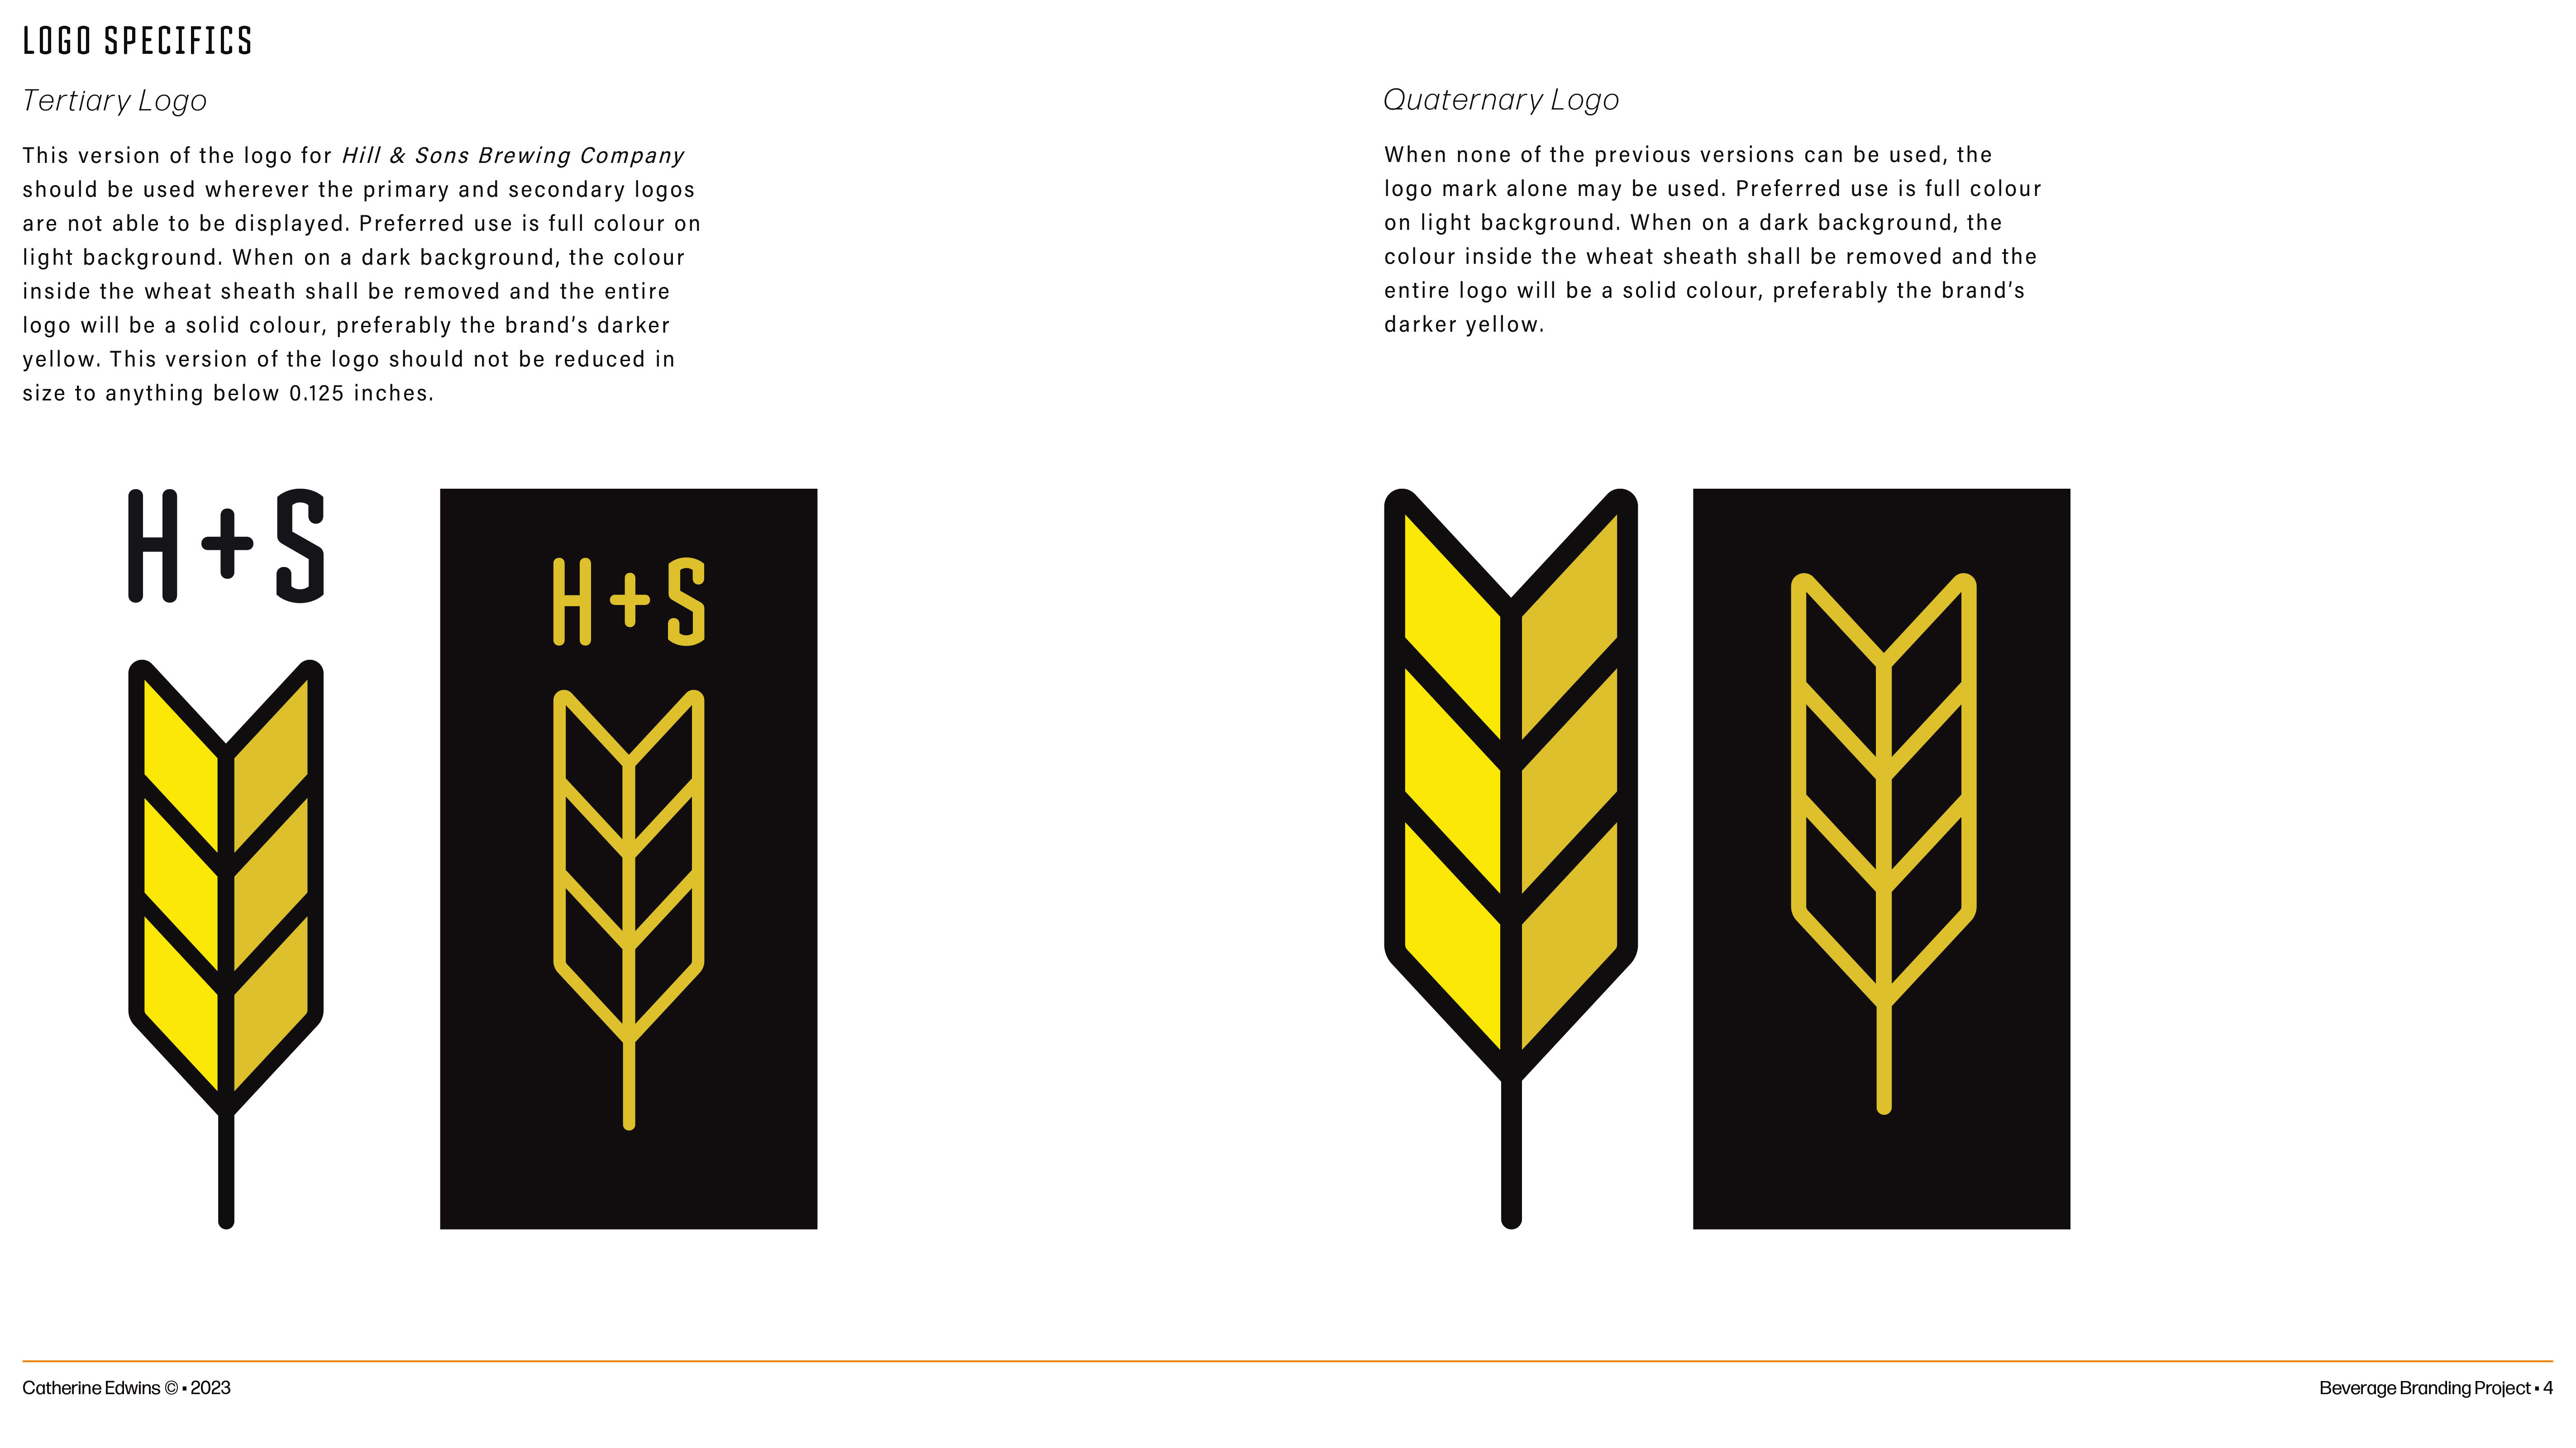 LOGO SPECIFICS
Tertiary Logo
This version of the logo for Hill & Sons Brewing Company
should be used wherever the primary and secondary logos
are not able to be displayed. Preferred use is full colour on
light background. When on a dark background, the colour
inside the wheat sheath shall be removed and the entire
logo will be a solid colour, preferably the brand’s darker
yellow. This version of the logo should not be reduced in
size to anything below 0.125 inches.
H+S
H+S
Quaternary Logo
When none of the previous versions can be used, the
logo mark alone may be used. Preferred use is full colour
on light background. When on a dark background, the
colour inside the wheat sheath shall be removed and the
entire logo will be a solid colour, preferably the brand’s
darker yellow.
Catherine Edwins © ▪ 2023
Beverage Branding Project ▪ 4